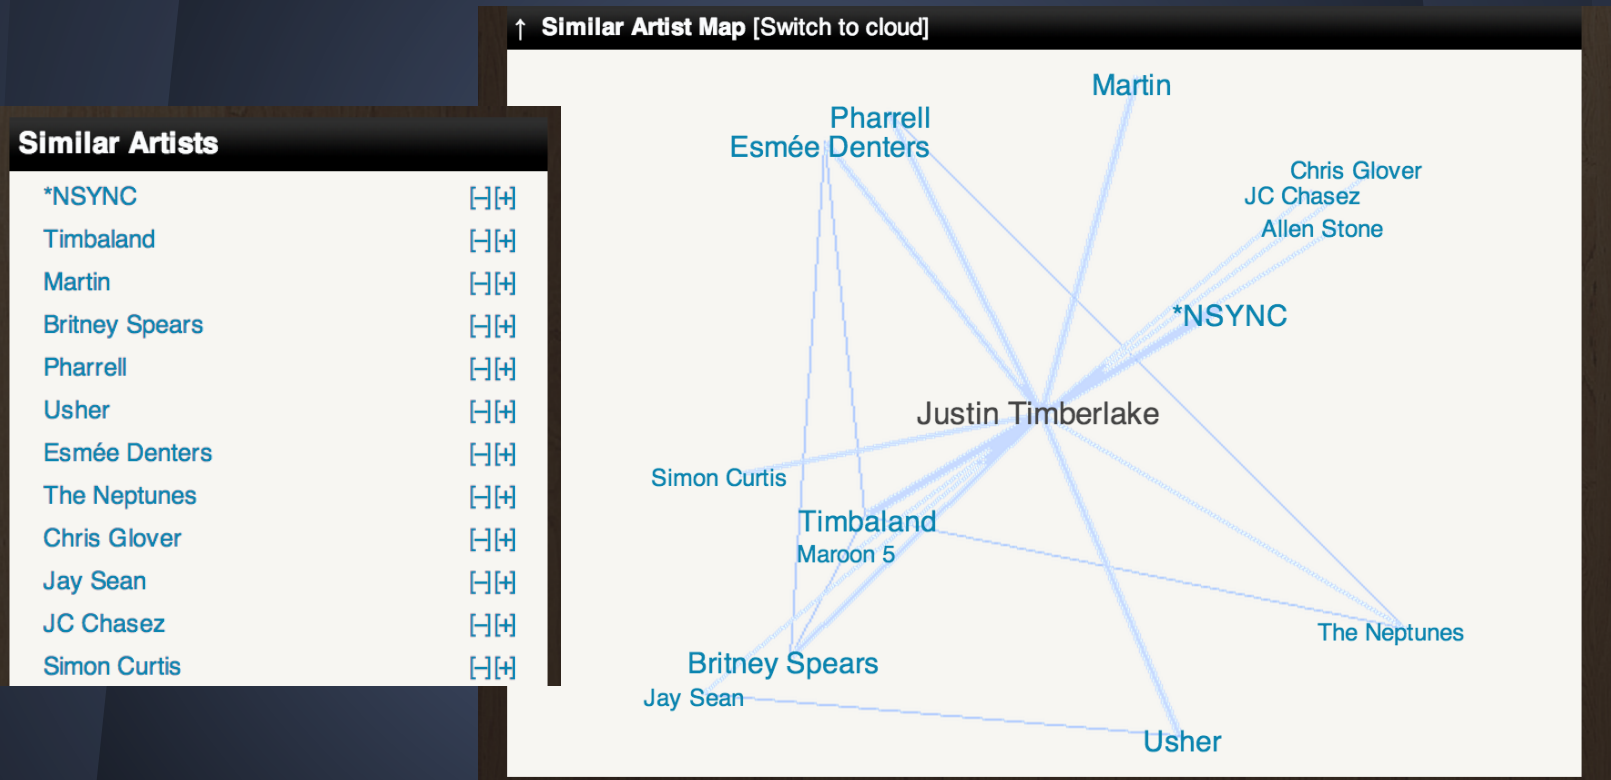 ↑ Similar Artist Map [Switch to cloud]
Similar Artists
*NSYNC [–][+]
Timbaland [–][+]
Martin [–][+]
Britney Spears [–][+]
Pharrell [–][+]
Usher [–][+]
Esmée Denters [–][+]
The Neptunes [–][+]
Chris Glover [–][+]
Jay Sean [–][+]
JC Chasez [–][+]
Simon Curtis [–][+]
Martin
Pharrell
Esmée Denters
Chris Glover
JC Chasez
Allen Stone
*NSYNC
Justin Timberlake
Simon Curtis
Timbaland
Maroon 5
The Neptunes
Britney Spears
Jay Sean
Usher